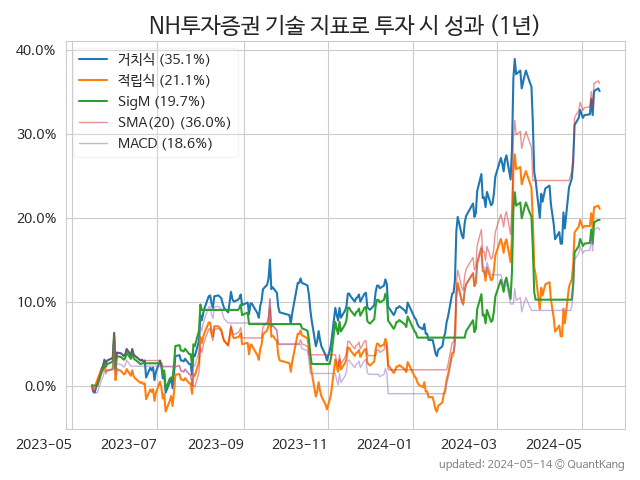 NH투자증권 기술 지표로 투자 시 성과 (1년)
40.0%
30.0%
20.0%
10.0%
0.0%
거치식 (35.1%)
적립식 (21.1%)
SigM (19.7%)
SMA(20) (36.0%)
MACD (18.6%)
2023-05 2023-07 2023-09 2023-11 2024-01 2024-03 2024-05
updated: 2024-05-14 @ QuantKang